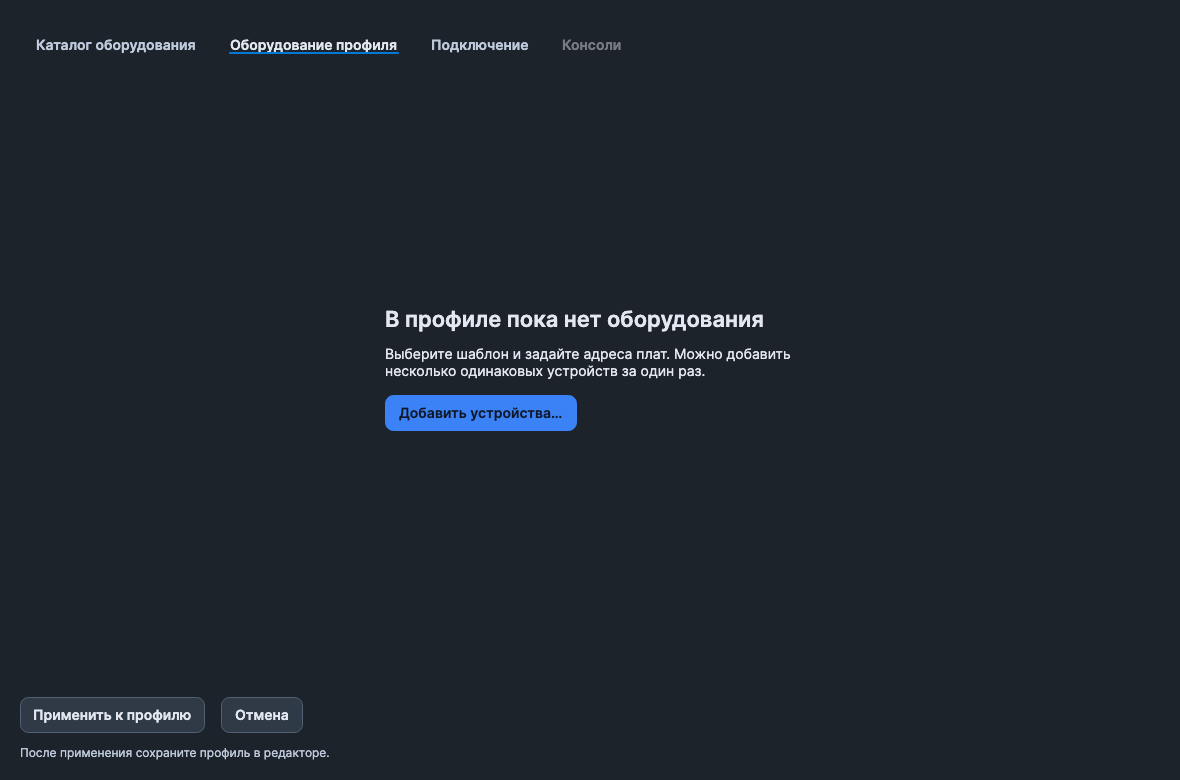 Каталог оборудования Оборудование профиля Подключение Консоли
В профиле пока нет оборудования
Выберите шаблон и задайте адреса плат. Можно добавить
несколько одинаковых устройств за один раз.
Добавить устройства...
Применить к профилю Отмена
После применения сохраните профиль в редакторе.